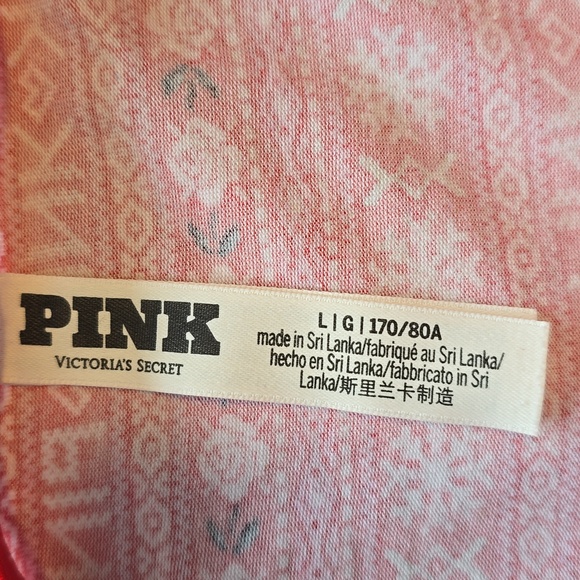 PINK
VICTORIA'S SECRET
L | G | 170/80A
made in Sri Lanka/fabriqué au Sri Lanka/
hecho en Sri Lanka/fabbricato in Sri
Lanka/斯里兰卡制造